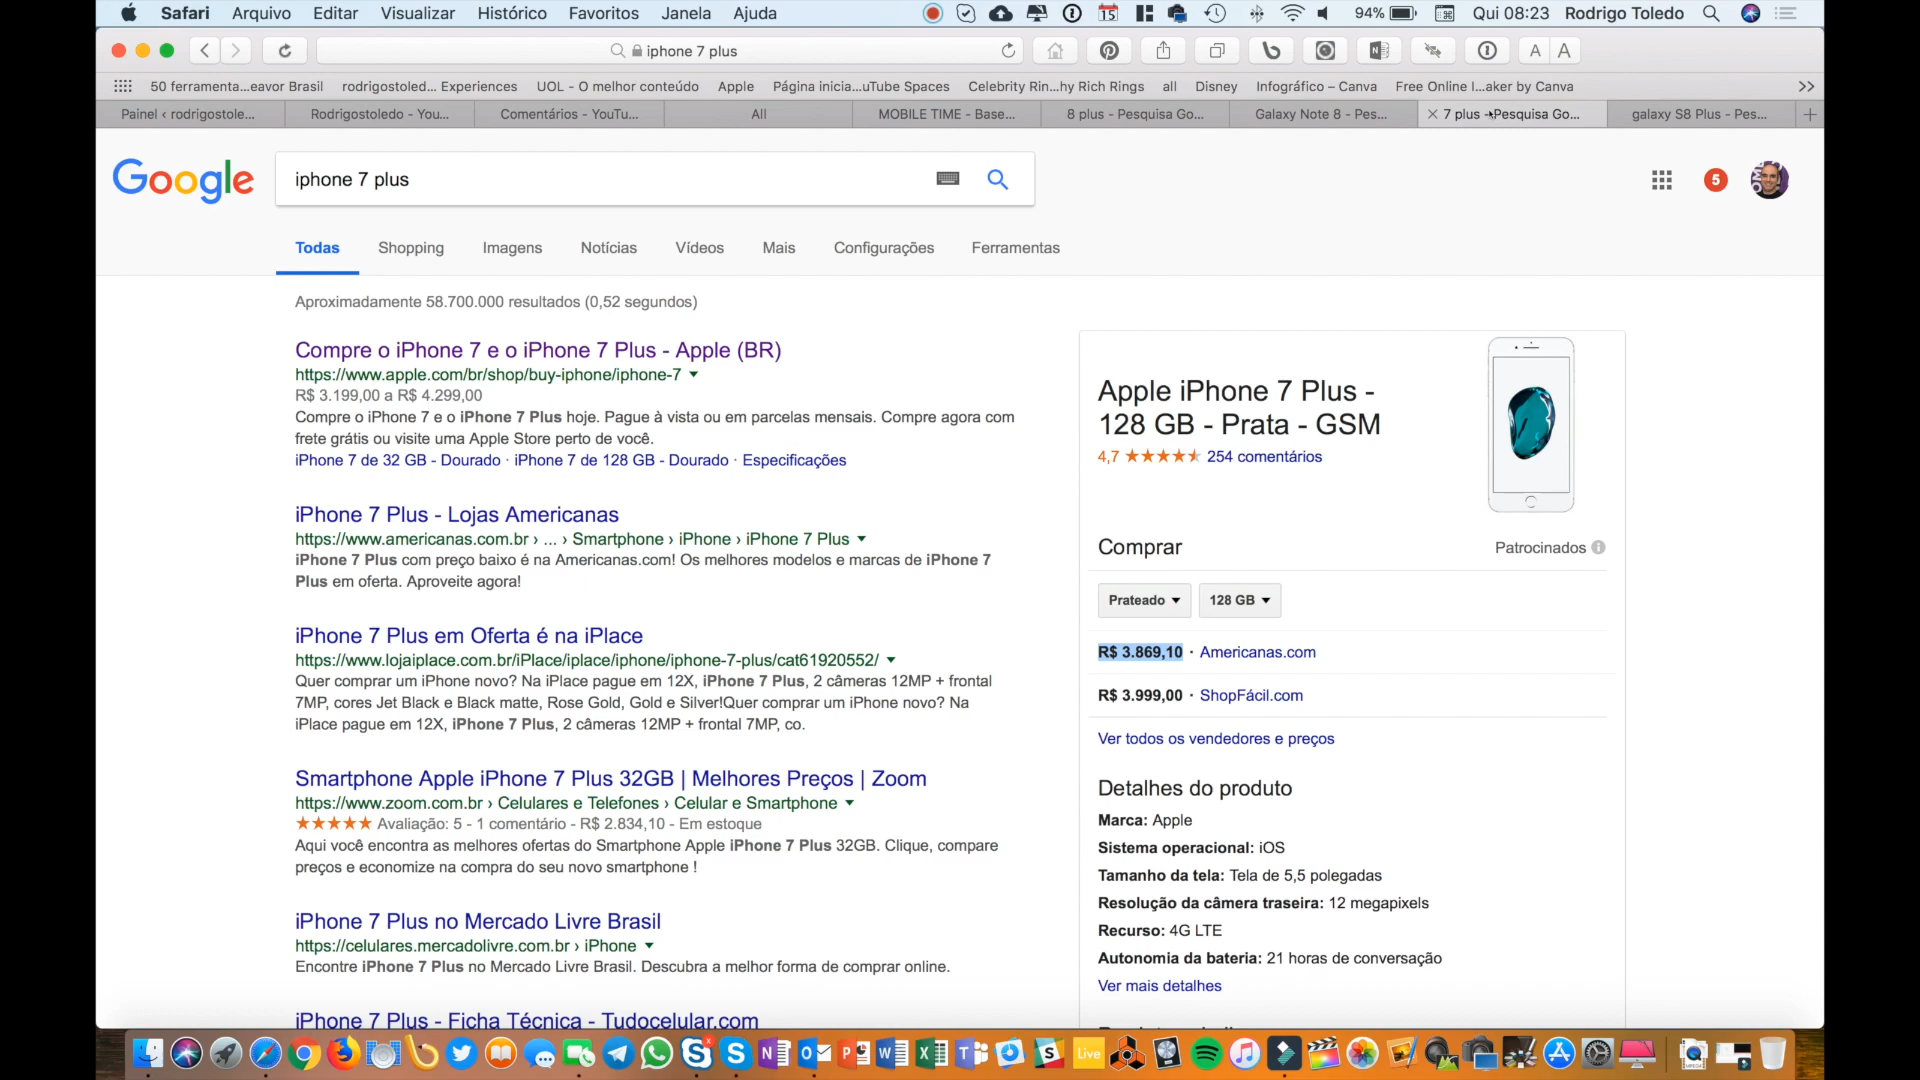 Safari Arquivo Editar Visualizar Histórico Favoritos Janela Ajuda 15 94% Qui 08:23 Rodrigo Toledo
iphone 7 plus
A A
50 ferramenta...eavor Brasil rodrigostoled... Experiences UOL - O melhor conteúdo Apple Página inicia...uTube Spaces Celebrity Rin...hy Rich Rings all Disney Infográfico – Canva Free Online I...aker by Canva
Painel ‹ rodrigostole... Rodrigostoledo - You... Comentários - YouTu... All MOBILE TIME - Base... 8 plus - Pesquisa Go... Galaxy Note 8 - Pes... 7 plus - Pesquisa Go... galaxy S8 Plus - Pes...
Google iphone 7 plus 5
Todas Shopping Imagens Notícias Vídeos Mais Configurações Ferramentas
Aproximadamente 58.700.000 resultados (0,52 segundos)
Compre o iPhone 7 e o iPhone 7 Plus - Apple (BR)
https://www.apple.com/br/shop/buy-iphone/iphone-7
R$ 3.199,00 a R$ 4.299,00
Compre o iPhone 7 e o iPhone 7 Plus hoje. Pague à vista ou em parcelas mensais. Compre agora com
frete grátis ou visite uma Apple Store perto de você.
iPhone 7 de 32 GB - Dourado · iPhone 7 de 128 GB - Dourado · Especificações
iPhone 7 Plus - Lojas Americanas
https://www.americanas.com.br › ... › Smartphone › iPhone › iPhone 7 Plus
iPhone 7 Plus com preço baixo é na Americanas.com! Os melhores modelos e marcas de iPhone 7
Plus em oferta. Aproveite agora!
iPhone 7 Plus em Oferta é na iPlace
https://www.lojaiplace.com.br/iPlace/iplace/iphone/iphone-7-plus/cat61920552/
Quer comprar um iPhone novo? Na iPlace pague em 12X, iPhone 7 Plus, 2 câmeras 12MP + frontal
7MP, cores Jet Black e Black matte, Rose Gold, Gold e Silver!Quer comprar um iPhone novo? Na
iPlace pague em 12X, iPhone 7 Plus, 2 câmeras 12MP + frontal 7MP, co.
Smartphone Apple iPhone 7 Plus 32GB | Melhores Preços | Zoom
https://www.zoom.com.br › Celulares e Telefones › Celular e Smartphone
★★★★★ Avaliação: 5 - 1 comentário - R$ 2.834,10 - Em estoque
Aqui você encontra as melhores ofertas do Smartphone Apple iPhone 7 Plus 32GB. Clique, compare
preços e economize na compra do seu novo smartphone !
iPhone 7 Plus no Mercado Livre Brasil
https://celulares.mercadolivre.com.br › iPhone
Encontre iPhone 7 Plus no Mercado Livre Brasil. Descubra a melhor forma de comprar online.
iPhone 7 Plus - Ficha Técnica - Tudocelular.com
Apple iPhone 7 Plus -
128 GB - Prata - GSM
4,7 254 comentários
Comprar Patrocinados
Prateado 128 GB
R$ 3.869,10 · Americanas.com
R$ 3.999,00 · ShopFácil.com
Ver todos os vendedores e preços
Detalhes do produto
Marca: Apple
Sistema operacional: iOS
Tamanho da tela: Tela de 5,5 polegadas
Resolução da câmera traseira: 12 megapixels
Recurso: 4G LTE
Autonomia da bateria: 21 horas de conversação
Ver mais detalhes
Live